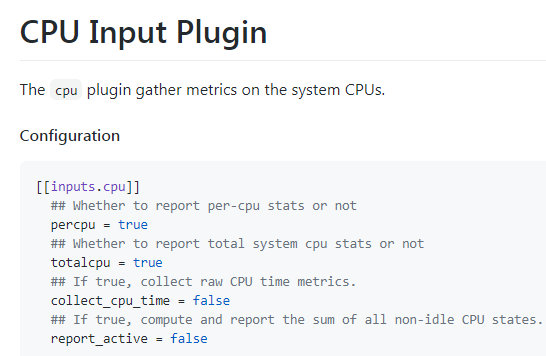 CPU Input Plugin
The cpu plugin gather metrics on the system CPUs.
Configuration
[[inputs.cpu]]
## Whether to report per-cpu stats or not
percpu = true
## Whether to report total system cpu stats or not
totalcpu = true
## If true, collect raw CPU time metrics.
collect_cpu_time = false
## If true, compute and report the sum of all non-idle CPU states.
report_active = false